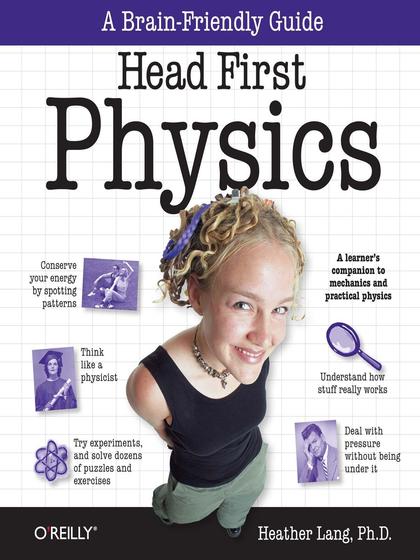 A Brain-Friendly Guide
Head First
Physics
Conserve
your energy
by spotting
patterns
A learner's
companion to
mechanics and
practical physics
Think
like a
physicist
Understand how
stuff really works
Try experiments,
and solve dozens
of puzzles and
exercises
Deal with
pressure
without being
under it
O'REILLY®
Heather Lang, Ph.D.